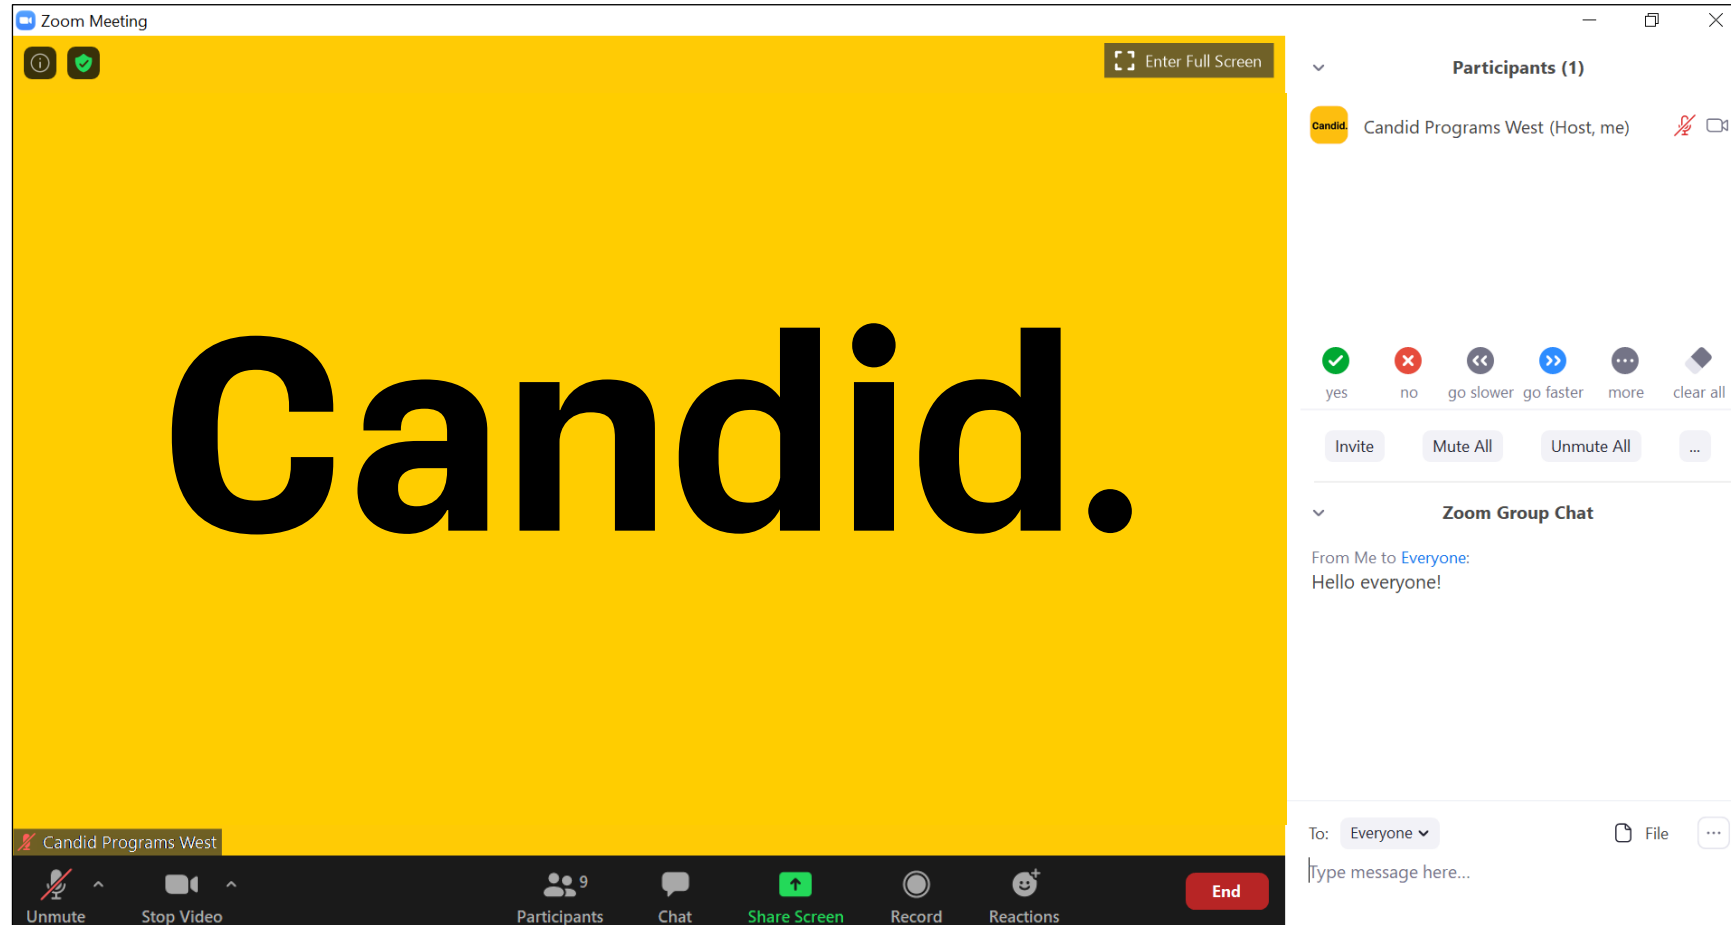 Zoom Meeting
Enter Full Screen
Candid.
Candid Programs West
Unmute
Stop Video
9
Participants
Chat
Share Screen
Record
Reactions
End
Participants (1)
Candid.
Candid Programs West (Host, me)
yes no go slower go faster more clear all
Invite Mute All Unmute All ...
Zoom Group Chat
From Me to Everyone:
Hello everyone!
To: Everyone File ...
Type message here...